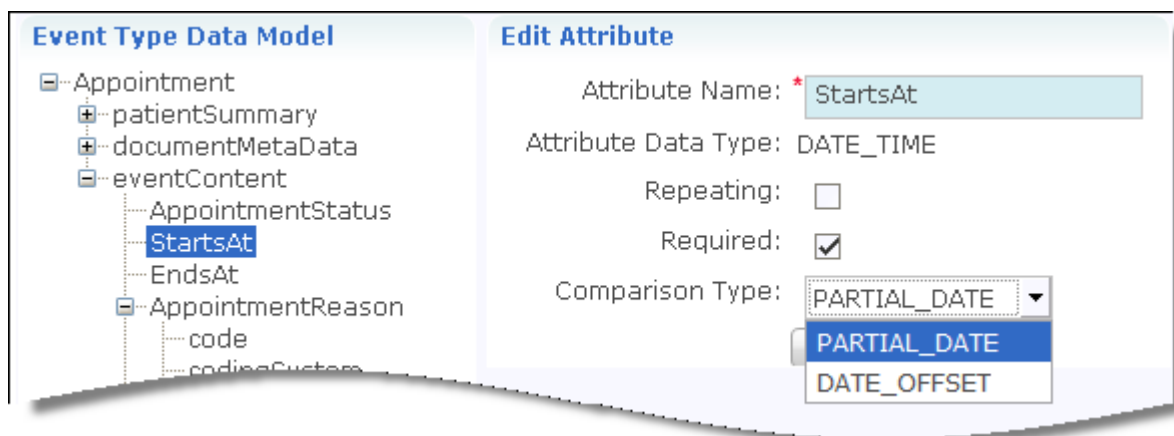 Event Type Data Model
Appointment
patientSummary
documentMetaData
eventContent
AppointmentStatus
StartsAt
EndsAt
AppointmentReason
code
Edit Attribute
Attribute Name: * StartsAt
Attribute Data Type: DATE_TIME
Repeating:
Required:
Comparison Type: PARTIAL_DATE
PARTIAL_DATE
DATE_OFFSET